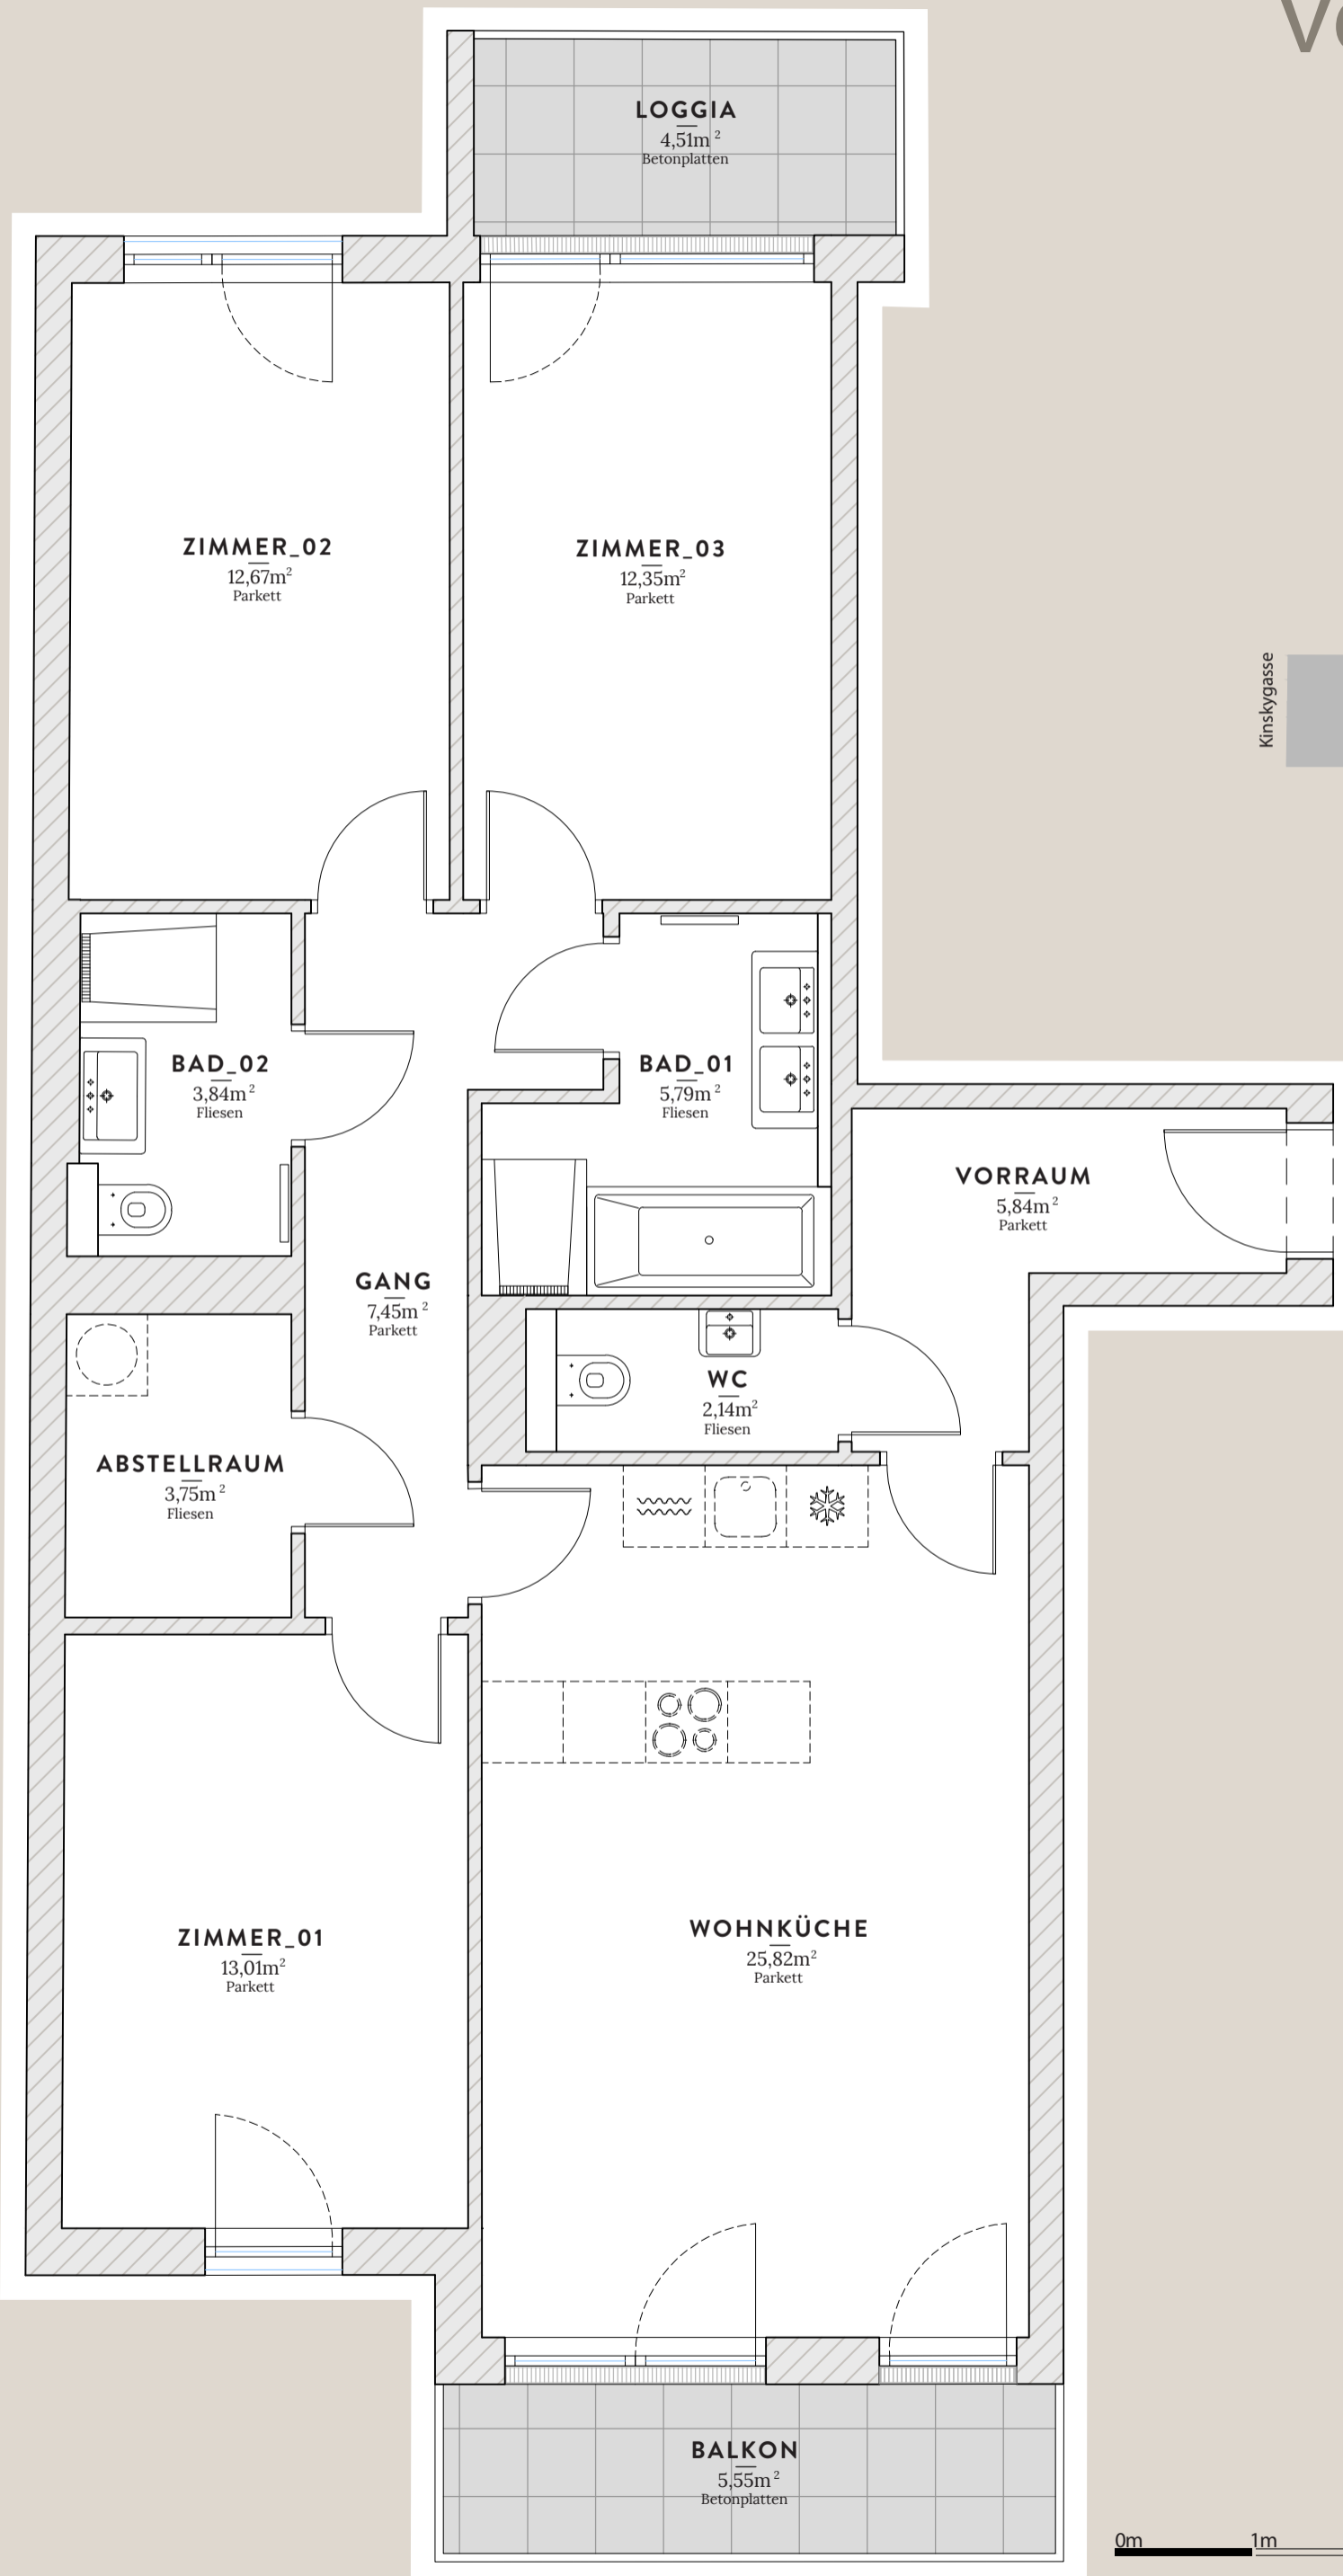 LOGGIA
4,51m²
Betonplatten
ZIMMER_02
12,67m²
Parkett
ZIMMER_03
12,35m²
Parkett
Kinskygasse
BAD_02
3,84m²
Fliesen
BAD_01
5,79m²
Fliesen
VORRAUM
5,84m²
Parkett
GANG
7,45m²
Parkett
WC
2,14m²
Fliesen
ABSTELLRAUM
3,75m²
Fliesen
ZIMMER_01
13,01m²
Parkett
WOHNKÜCHE
25,82m²
Parkett
BALKON
5,55m²
Betonplatten
0m 1m